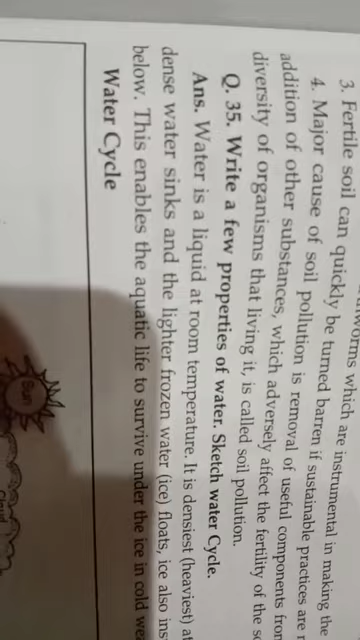 worms which are instrumental in making the
3. Fertile soil can quickly be turned barren if sustainable practices are
4. Major cause of soil pollution is removal of useful components from
addition of other substances, which adversely affect the fertility of the
diversity of organisms that living it, is called soil pollution.
Q. 35. Write a few properties of water. Sketch water Cycle.
Ans. Water is a liquid at room temperature. It is densiest (heaviest) at
dense water sinks and the lighter frozen water (ice) floats, ice also
below. This enables the aquatic life to survive under the ice in cold
Water Cycle
Sun
Cloud